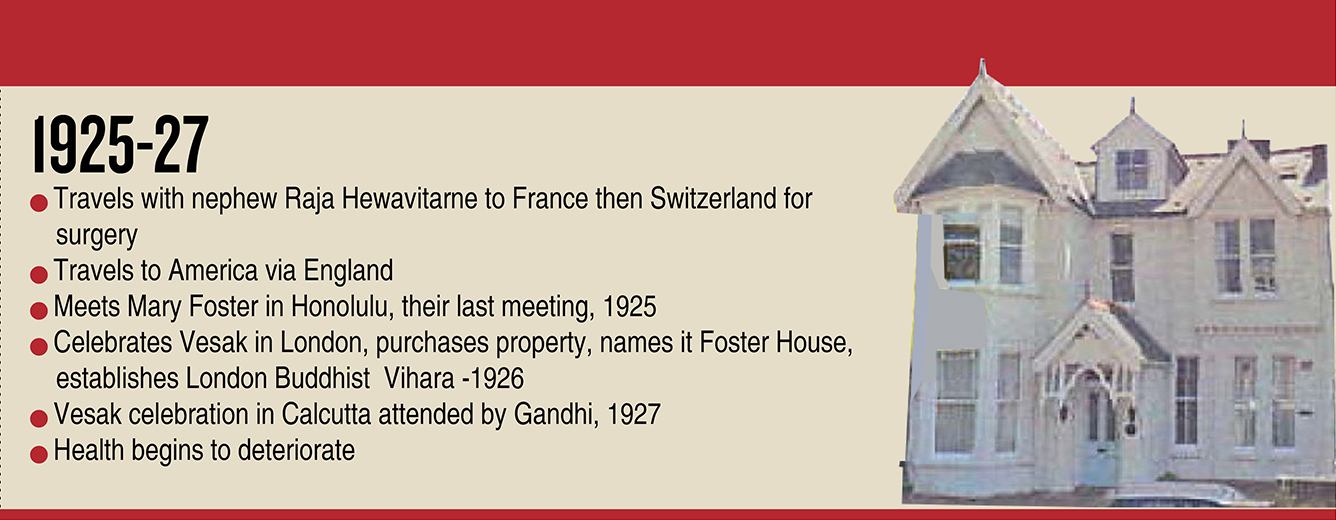 1925-27
Travels with nephew Raja Hewavitarne to France then Switzerland for
surgery
Travels to America via England
Meets Mary Foster in Honolulu, their last meeting, 1925
Celebrates Vesak in London, purchases property, names it Foster House,
establishes London Buddhist  Vihara -1926
Vesak celebration in Calcutta attended by Gandhi, 1927
Health begins to deteriorate